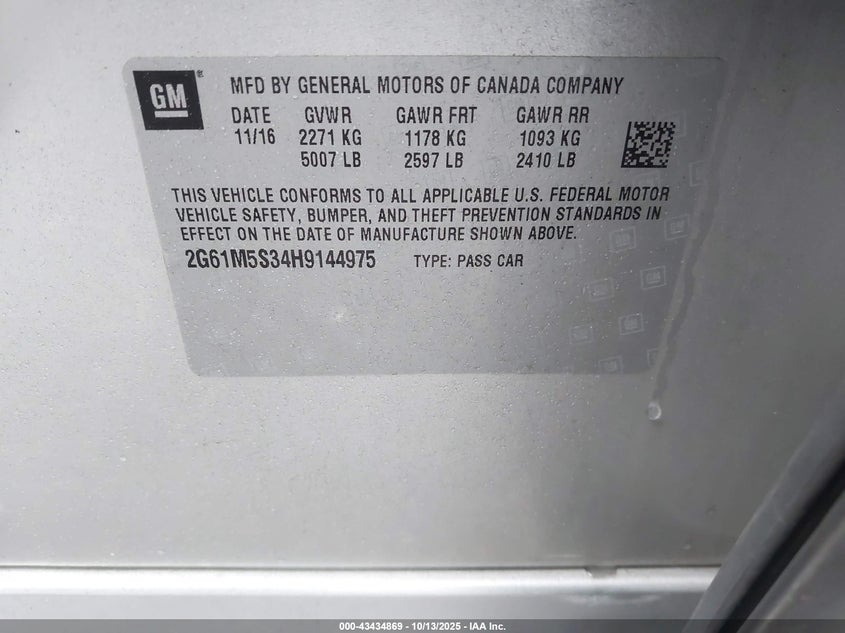 GM
MFD BY GENERAL MOTORS OF CANADA COMPANY
DATE GVWR GAWR FRT GAWR RR
11/16 2271 KG 1178 KG 1093 KG
5007 LB 2597 LB 2410 LB
THIS VEHICLE CONFORMS TO ALL APPLICABLE U.S. FEDERAL MOTOR
VEHICLE SAFETY, BUMPER, AND THEFT PREVENTION STANDARDS IN
EFFECT ON THE DATE OF MANUFACTURE SHOWN ABOVE.
2G61M5S34H9144975 TYPE: PASS CAR
000-43434869 | 10/13/2025 - IAA Inc.